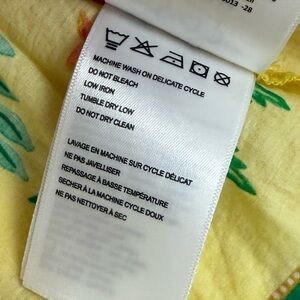 013 -28
MACHINE WASH ON DELICATE CYCLE
DO NOT BLEACH
LOW IRON
TUMBLE DRY LOW
DO NOT DRY CLEAN
LAVAGE EN MACHINE SUR CYCLE DÉLICAT
NE PAS JAVELLISER
REPASSAGE À BASSE TEMPÉRATURE
SÉCHER À LA MACHINE CYCLE DOUX
NE PAS NETTOYER À SEC